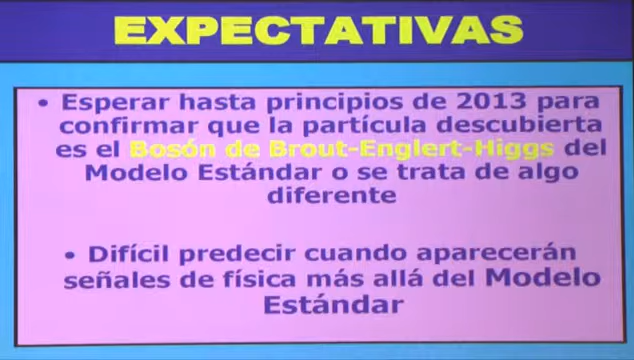 EXPECTATIVAS
• Esperar hasta principios de 2013 para
confirmar que la partícula descubierta
es el Bosón de Brout-Englert-Higgs del
Modelo Estándar o se trata de algo
diferente
• Difícil predecir cuando aparecerán
señales de física más allá del Modelo
Estándar